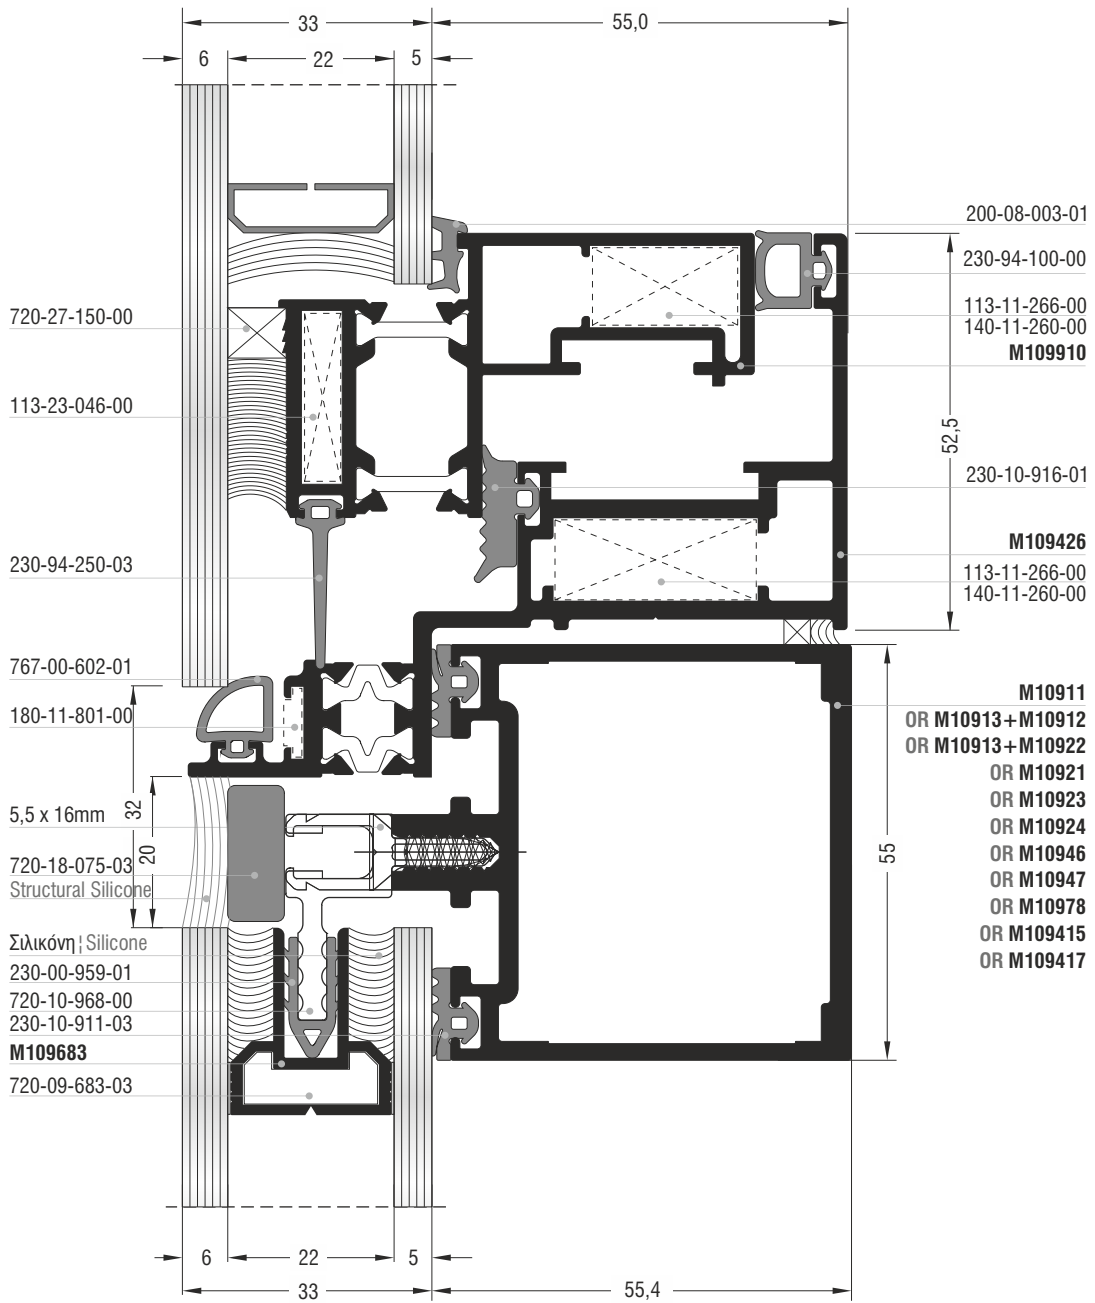 33
55,0
6
22
5
200-08-003-01
230-94-100-00
113-11-266-00
140-11-260-00
M109910
52,5
230-10-916-01
M109426
113-11-266-00
140-11-260-00
720-27-150-00
113-23-046-00
230-94-250-03
767-00-602-01
180-11-801-00
32
20
5,5 x 16mm
720-18-075-03
Structural Silicone
Σιλικόνη ¦ Silicone
230-00-959-01
720-10-968-00
230-10-911-03
M109683
720-09-683-03
55
M10911
OR M10913+M10912
OR M10913+M10922
OR M10921
OR M10923
OR M10924
OR M10946
OR M10947
OR M10978
OR M109415
OR M109417
6
22
5
33
55,4